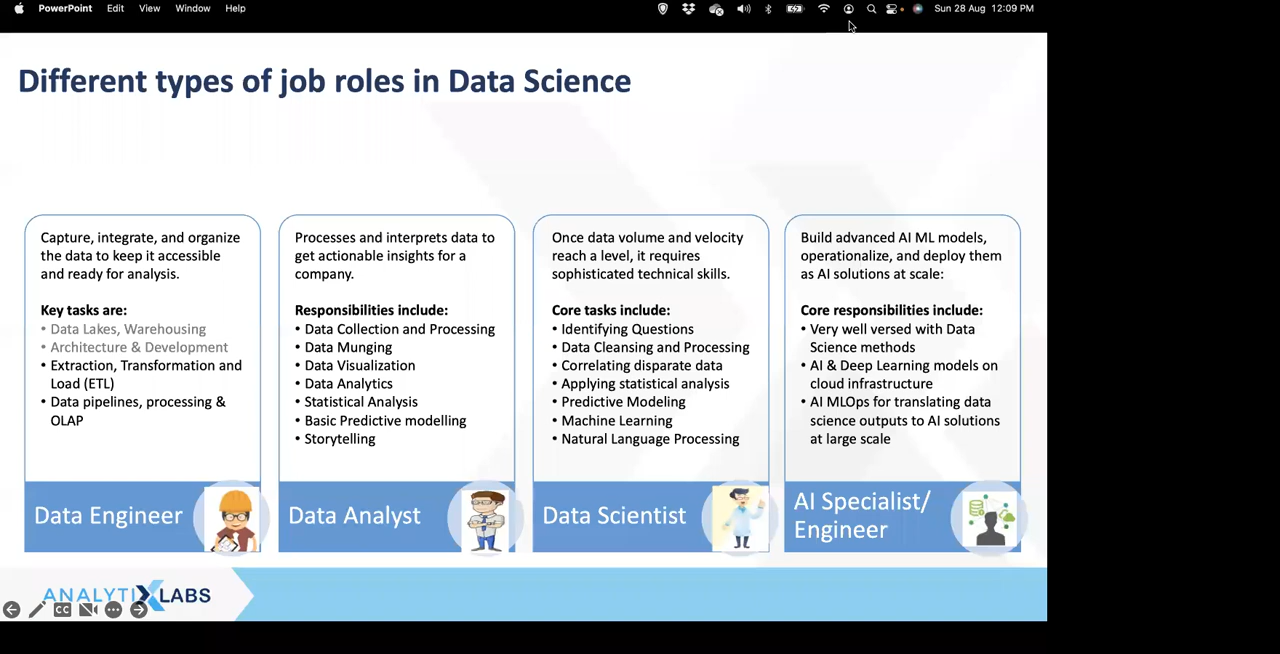 PowerPoint Edit View Window Help Sun 28 Aug 12:09 PM
Different types of job roles in Data Science
Capture, integrate, and organize
the data to keep it accessible
and ready for analysis.
Key tasks are:
• Data Lakes, Warehousing
• Architecture & Development
• Extraction, Transformation and
Load (ETL)
• Data pipelines, processing &
OLAP
Data Engineer
Processes and interprets data to
get actionable insights for a
company.
Responsibilities include:
• Data Collection and Processing
• Data Munging
• Data Visualization
• Data Analytics
• Statistical Analysis
• Basic Predictive modelling
• Storytelling
Data Analyst
Once data volume and velocity
reach a level, it requires
sophisticated technical skills.
Core tasks include:
• Identifying Questions
• Data Cleansing and Processing
• Correlating disparate data
• Applying statistical analysis
• Predictive Modeling
• Machine Learning
• Natural Language Processing
Data Scientist
Build advanced AI ML models,
operationalize, and deploy them
as AI solutions at scale:
Core responsibilities include:
• Very well versed with Data
Science methods
• AI & Deep Learning models on
cloud infrastructure
• AI MLOps for translating data
science outputs to AI solutions
at large scale
AI Specialist/
Engineer
ANALYTIXLABS
CC